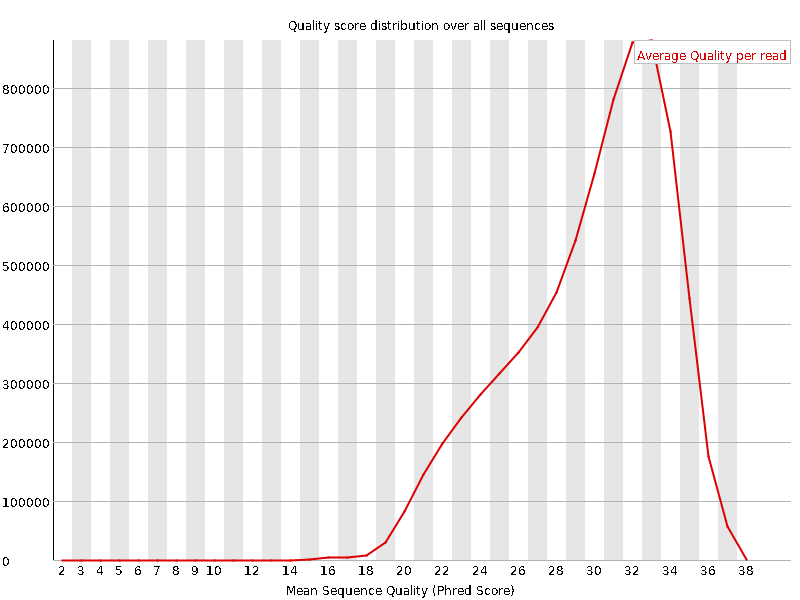 Quality score distribution over all sequences
Average Quality per read
800000
700000
600000
500000
400000
300000
200000
100000
0
2 3 4 5 6 7 8 9 10 12 14 16 18 20 22 24 26 28 30 32 34 36 38
Mean Sequence Quality (Phred Score)